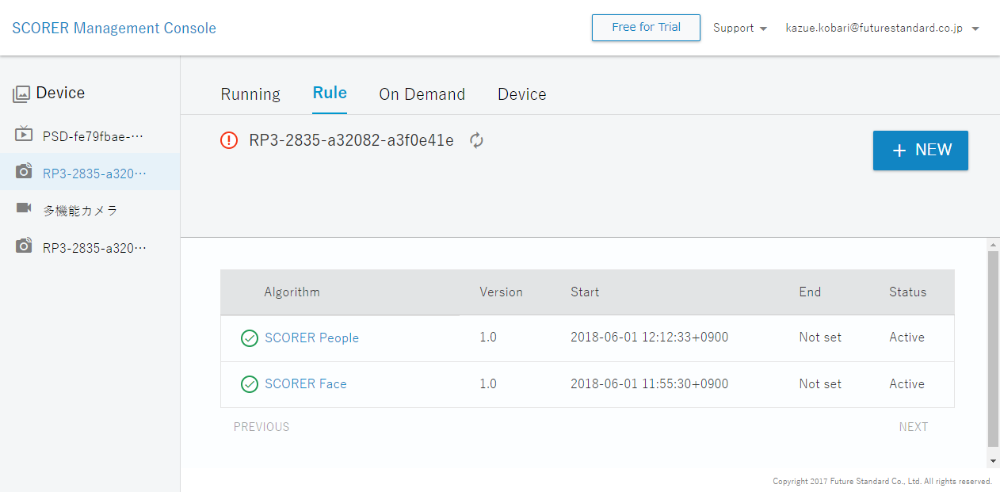 SCORER Management Console
Free for Trial
Support
kazue.kobari@futurestandard.co.jp
Device
PSD-fe79fbae-…
RP3-2835-a320…
多機能カメラ
RP3-2835-a320…
Running Rule On Demand Device
RP3-2835-a32082-a3f0e41e
+ NEW
Algorithm Version Start End Status
SCORER People 1.0 2018-06-01 12:12:33+0900 Not set Active
SCORER Face 1.0 2018-06-01 11:55:30+0900 Not set Active
PREVIOUS NEXT
Copyright 2017 Future Standard Co., Ltd. All rights reserved.